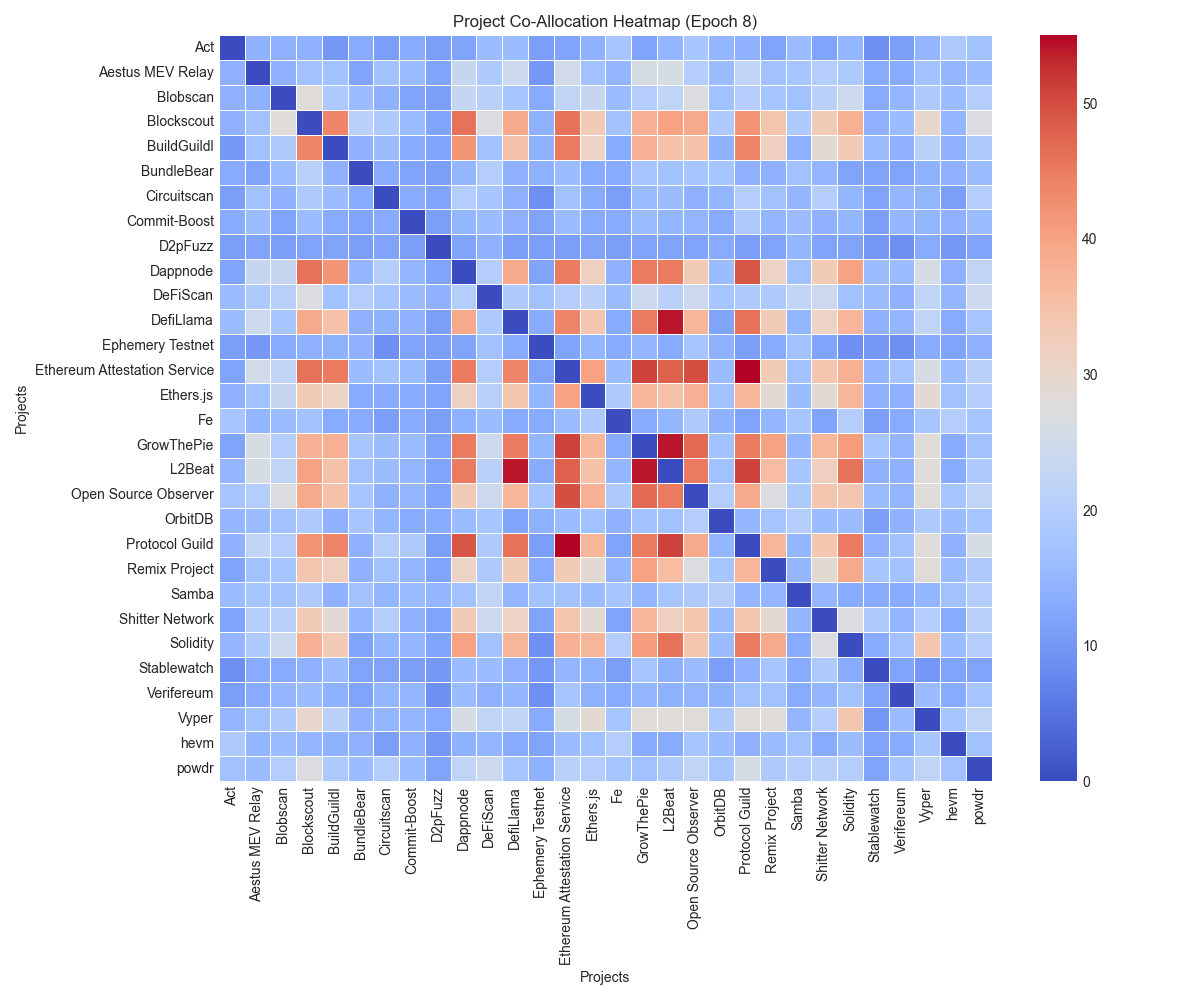 Project Co-Allocation Heatmap (Epoch 8)
Act
Aestus MEV Relay
Blobscan
Blockscout
BuildGuildl
BundleBear
Circuitscan
Commit-Boost
D2pFuzz
Dappnode
DeFiScan
DefiLlama
Ephemery Testnet
Ethereum Attestation Service
Ethers.js
Fe
GrowThePie
L2Beat
Open Source Observer
OrbitDB
Protocol Guild
Remix Project
Samba
Shitter Network
Solidity
Stablewatch
Verifereum
Vyper
hevm
powdr
Projects
Act
Aestus MEV Relay
Blobscan
Blockscout
BuildGuildl
BundleBear
Circuitscan
Commit-Boost
D2pFuzz
Dappnode
DeFiScan
DefiLlama
Ephemery Testnet
Ethereum Attestation Service
Ethers.js
Fe
GrowThePie
L2Beat
Open Source Observer
OrbitDB
Protocol Guild
Remix Project
Samba
Shitter Network
Solidity
Stablewatch
Verifereum
Vyper
hevm
powdr
Projects
50
40
30
20
10
0